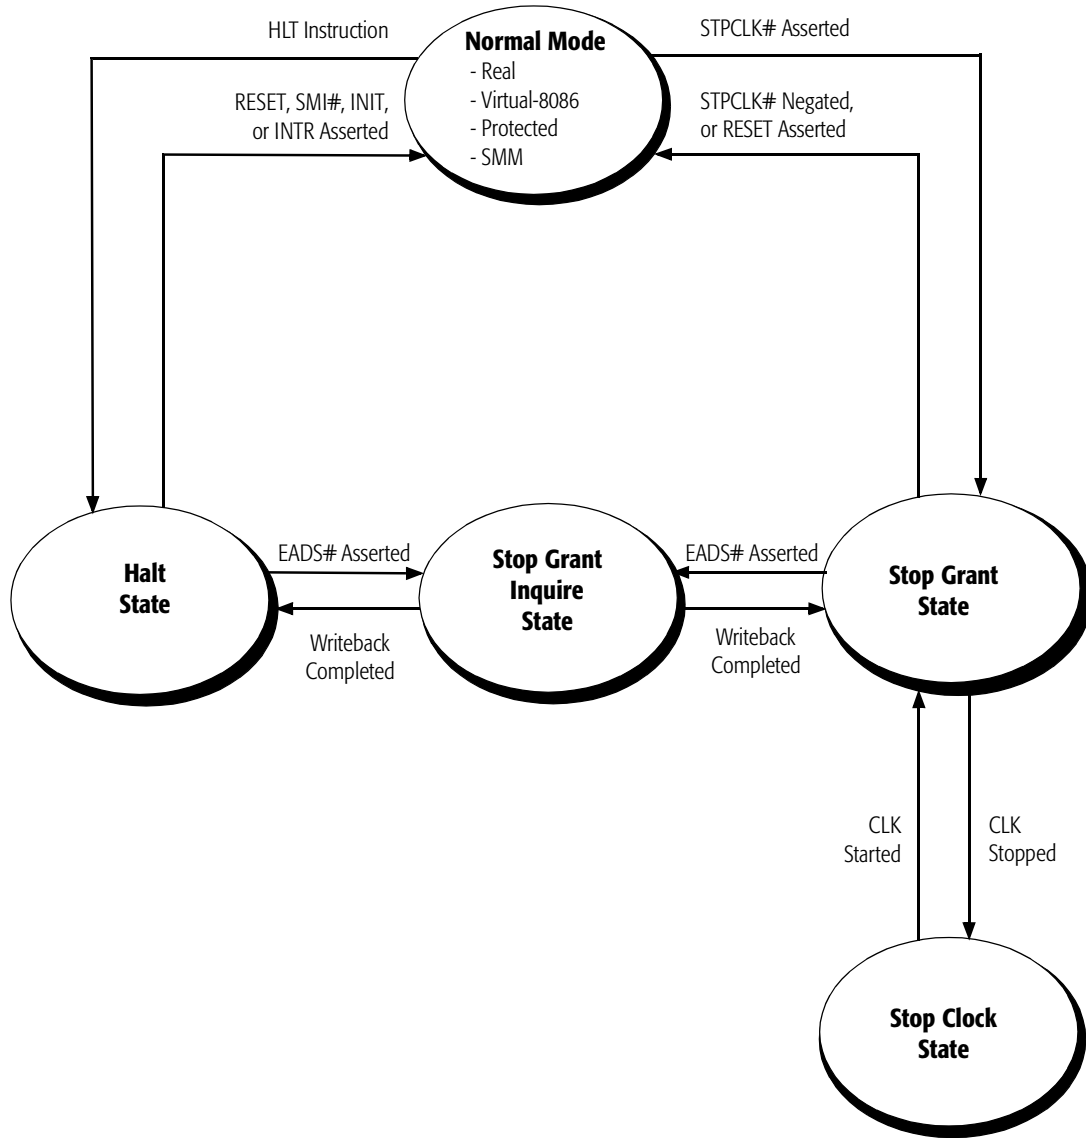 HLT Instruction
Normal Mode
- Real
- Virtual-8086
- Protected
- SMM
STPCLK# Asserted
RESET, SMI#, INIT,
or INTR Asserted
STPCLK# Negated,
or RESET Asserted
Halt
State
EADS# Asserted
Writeback
Completed
Stop Grant
Inquire
State
EADS# Asserted
Writeback
Completed
Stop Grant
State
CLK
Started
CLK
Stopped
Stop Clock
State